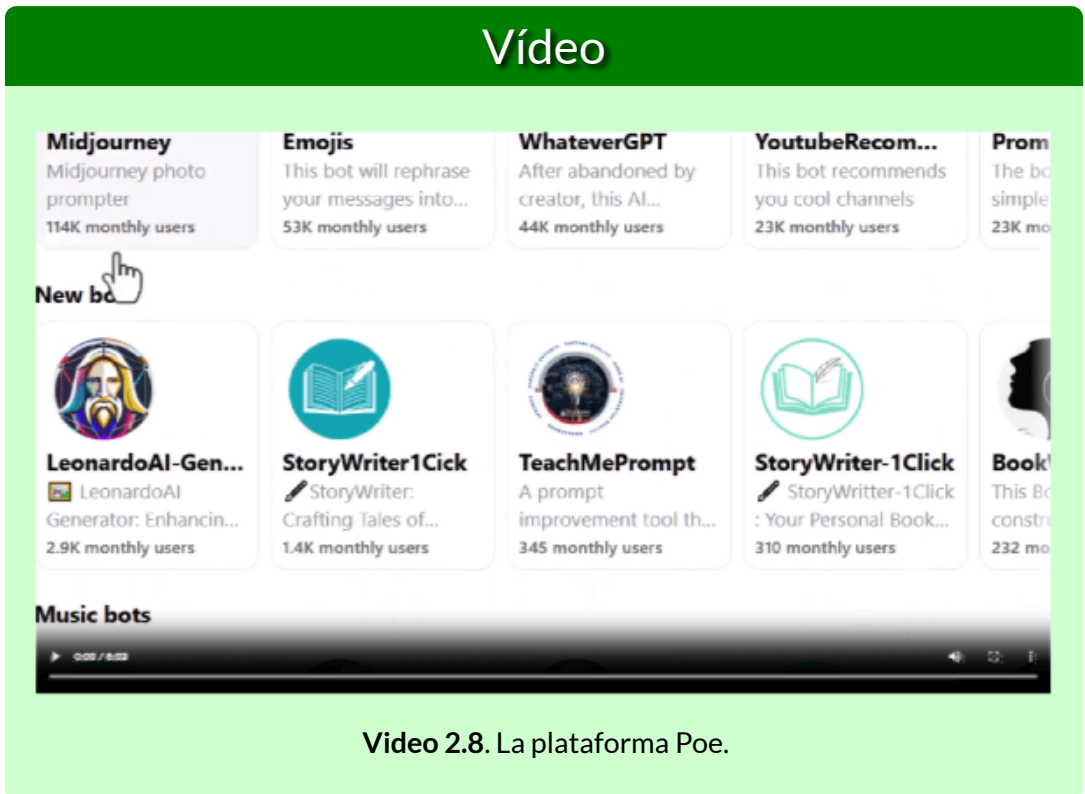 Vídeo
Midjourney
Midjourney photo
prompter
114K monthly users
Emojis
This bot will rephrase
your messages into...
53K monthly users
WhateverGPT
After abandoned by
creator, this AI...
44K monthly users
YoutubeRecom...
This bot recommends
you cool channels
23K monthly users
Prom
The bo
simple
23K mo
New bo
LeonardoAI-Gen...
LeonardoAI
Generator: Enhancin...
2.9K monthly users
StoryWriter1Cick
StoryWriter:
Crafting Tales of...
1.4K monthly users
TeachMePrompt
A prompt
improvement tool th...
345 monthly users
StoryWriter-1Click
StoryWritter-1Click
: Your Personal Book...
310 monthly users
Book
This Bo
constru
232 mo
Music bots
Video 2.8. La plataforma Poe.